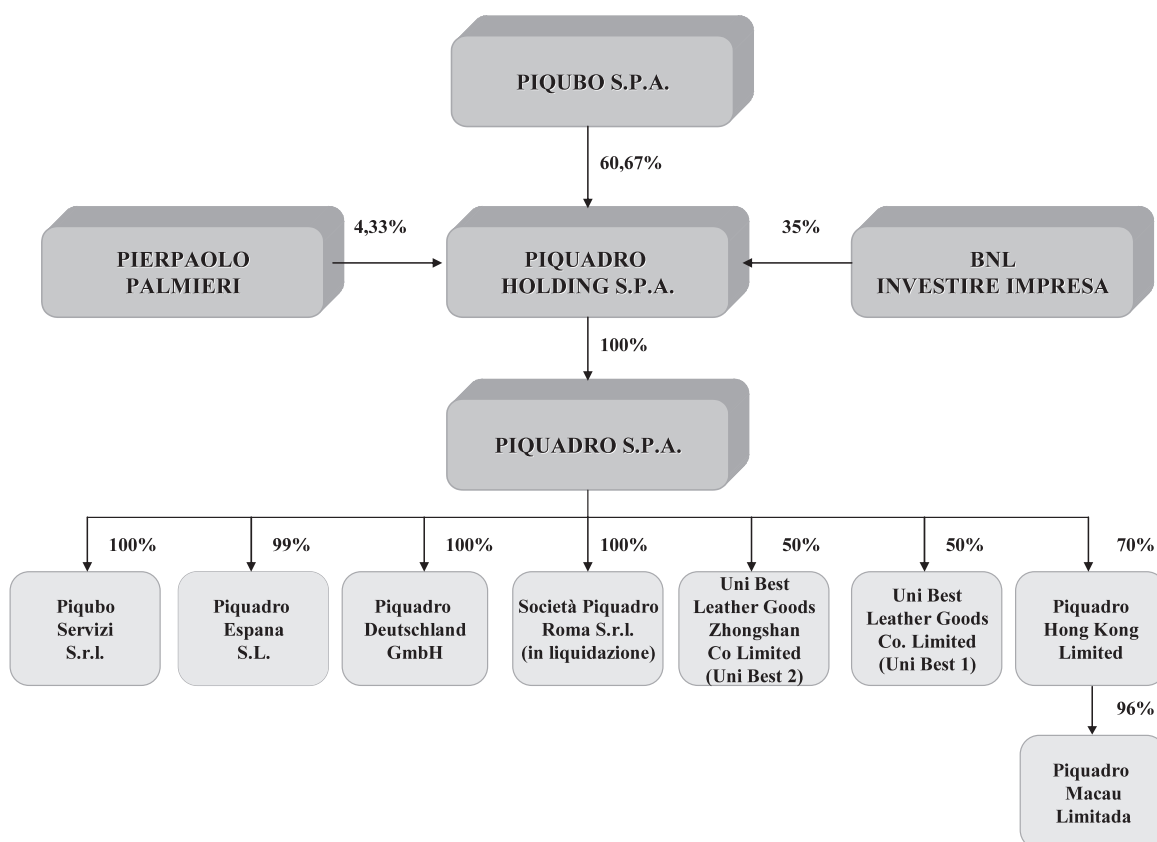 PIQUBO S.P.A.
60,67%
PIERPAOLO
PALMIERI
4,33%
PIQUADRO
HOLDING S.P.A.
35%
BNL
INVESTIRE IMPRESA
100%
PIQUADRO S.P.A.
100%
99%
100%
100%
50%
50%
70%
Piqubo
Servizi
S.r.l.
Piquadro
Espana
S.L.
Piquadro
Deutschland
GmbH
Società Piquadro
Roma S.r.l.
(in liquidazione)
Uni Best
Leather Goods
Zhongshan
Co Limited
(Uni Best 2)
Uni Best
Leather Goods
Co. Limited
(Uni Best 1)
Piquadro
Hong Kong
Limited
96%
Piquadro
Macau
Limitada